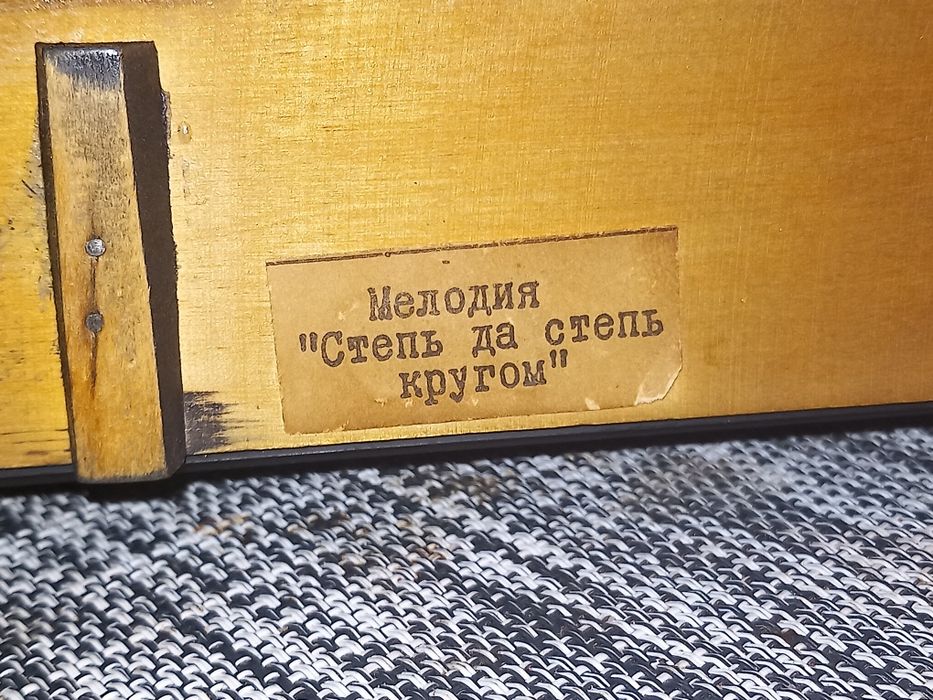 Мелодия
"Степь да степь
кругом"